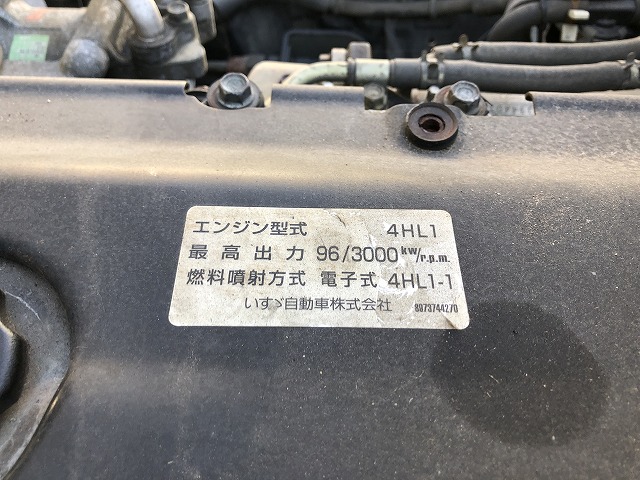 エンジン型式 4HL1
最高出力 96/3000 kw/r.p.m.
燃料噴射方式 電子式 4HL1-1
いすゞ自動車株式会社 8973744270